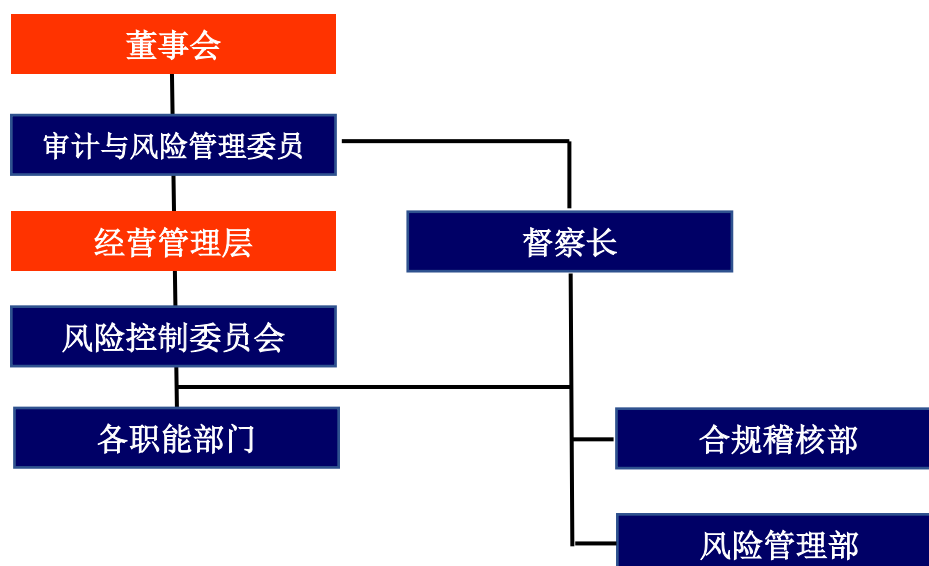 董事会
审计与风险管理委员
经营管理层
督察长
风险控制委员会
各职能部门
合规稽核部
风险管理部